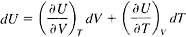 dU = (∂U/∂V)_T dV + (∂U/∂T)_V dT